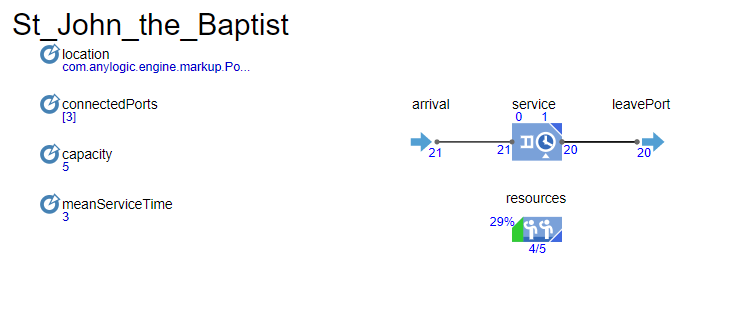 St_John_the_Baptist
location
com.anylogic.engine.markup.Po...
connectedPorts
[3]
capacity
5
meanServiceTime
3
arrival
service
leavePort
0 1
21
21
20
20
resources
29%
4/5